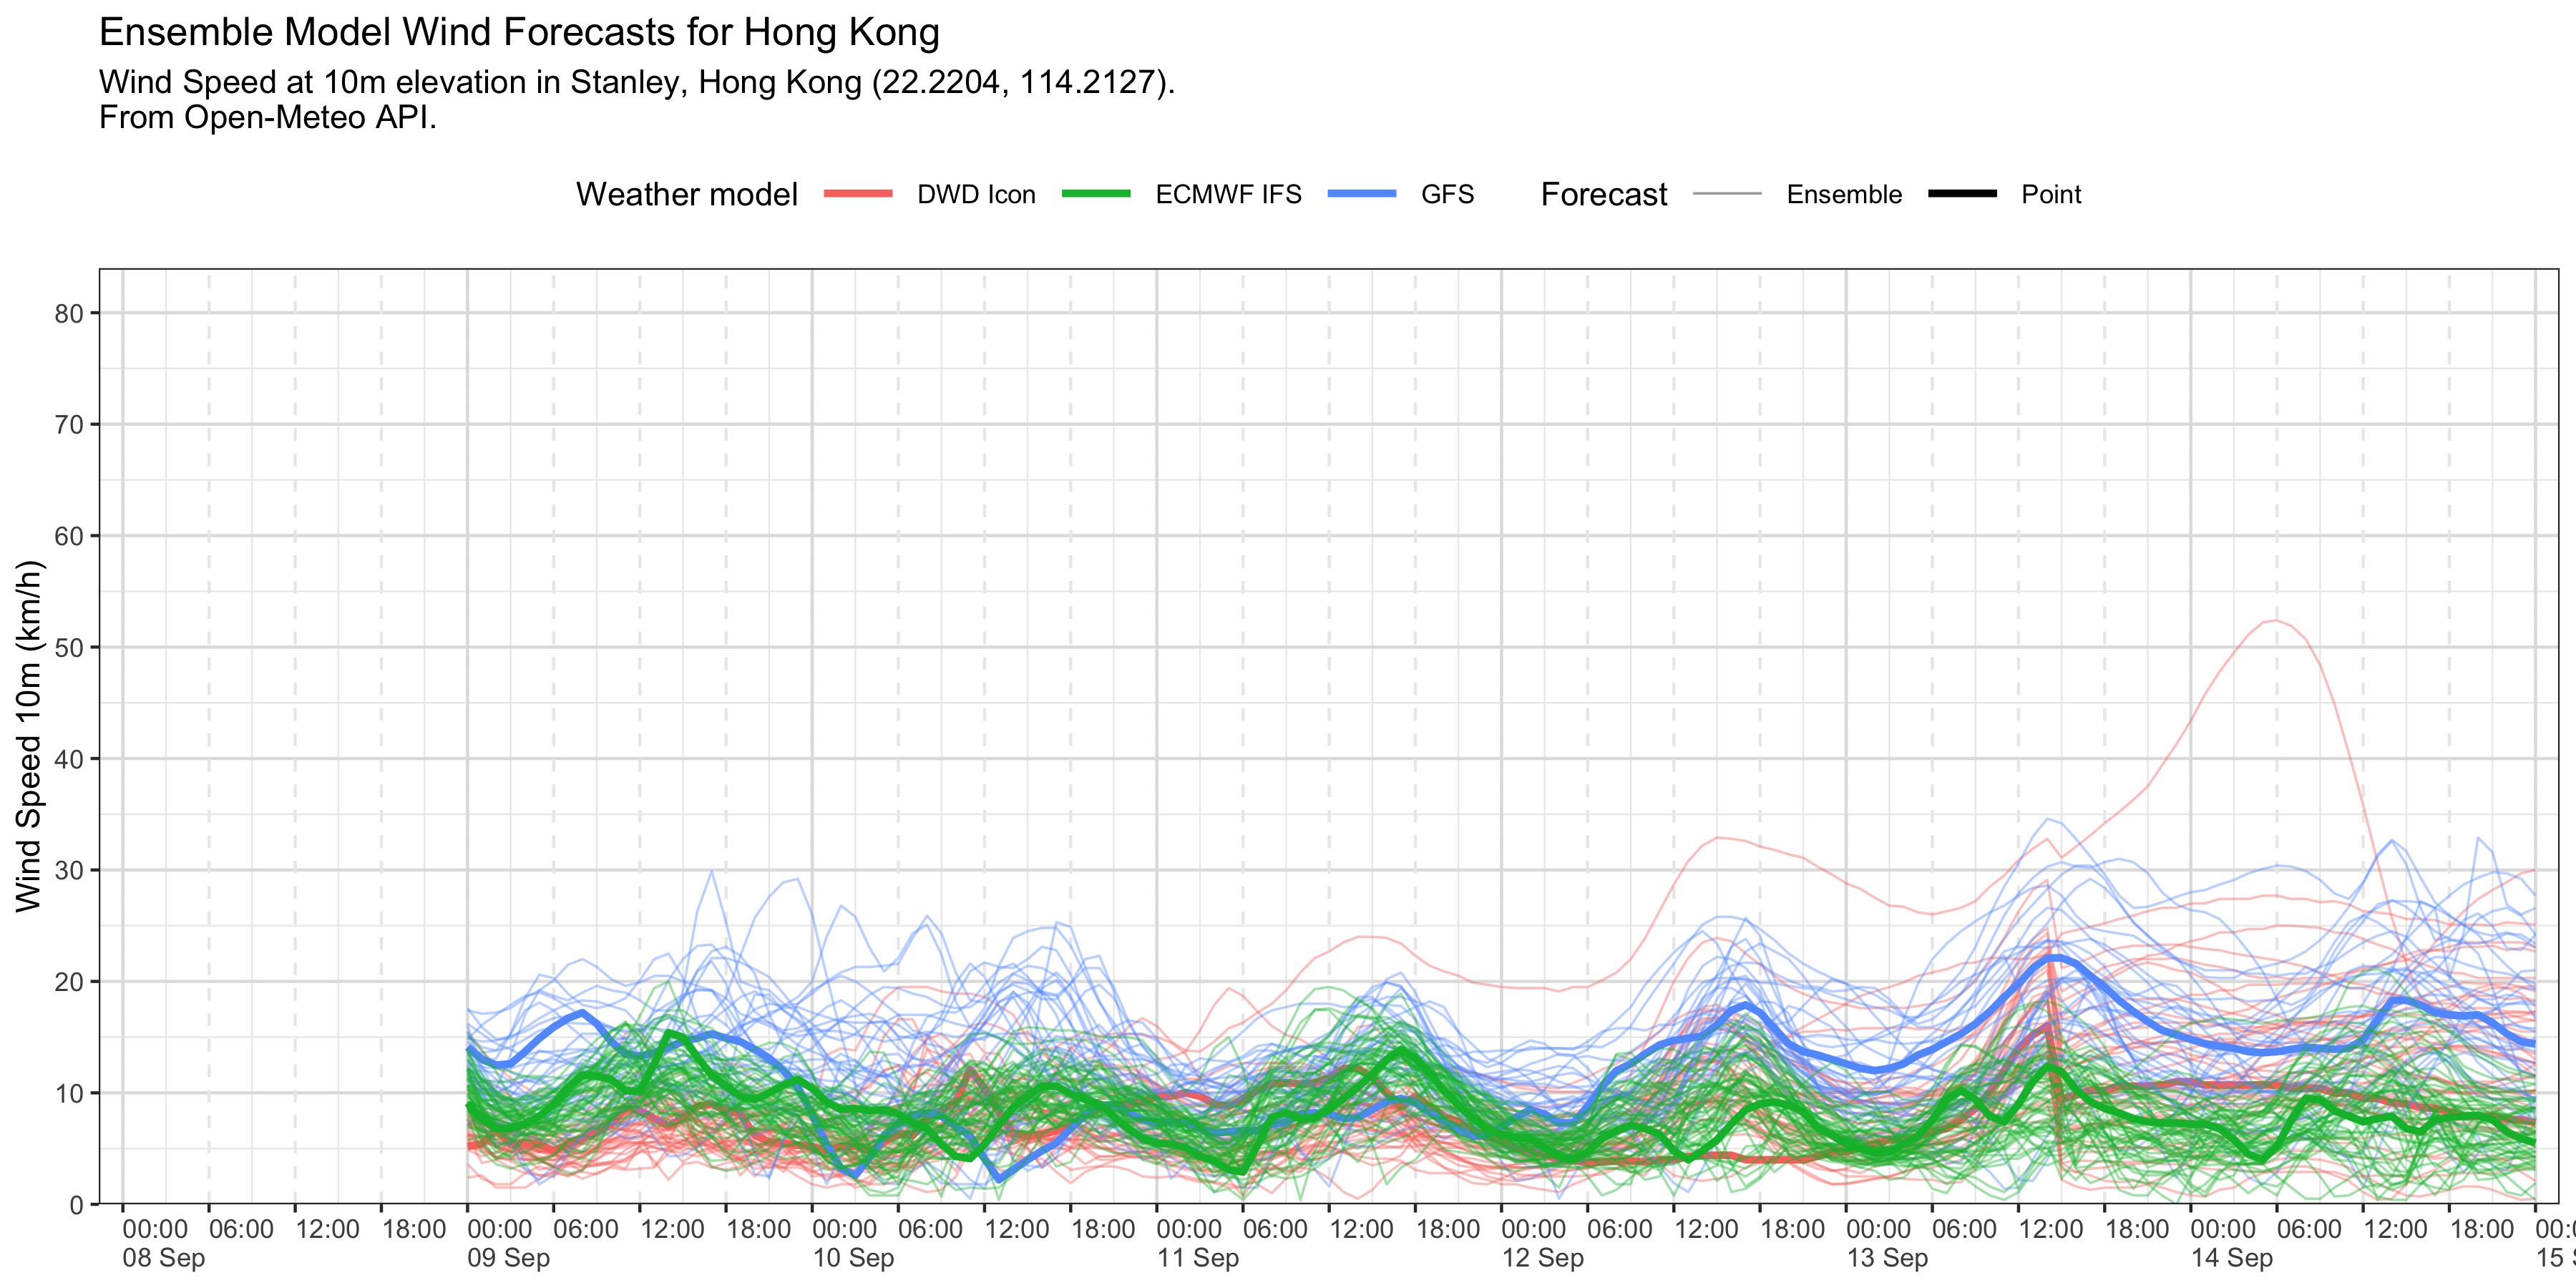 Ensemble Model Wind Forecasts for Hong Kong
Wind Speed at 10m elevation in Stanley, Hong Kong (22.2204, 114.2127).
From Open-Meteo API.
Weather model DWD Icon ECMWF IFS GFS Forecast Ensemble Point
Wind Speed 10m (km/h)
80
70
60
50
40
30
20
10
0
00:00 06:00 12:00 18:00 00:00 06:00 12:00 18:00 00:00 06:00 12:00 18:00 00:00 06:00 12:00 18:00 00:00 06:00 12:00 18:00 00:00 06:00 12:00 18:00 00:00 06:00 12:00 18:00 00:
08 Sep 09 Sep 10 Sep 11 Sep 12 Sep 13 Sep 14 Sep 15